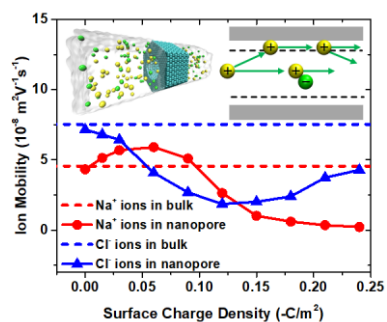 15
10
5
0
Ion Mobility (10⁻⁸ m²V⁻¹s⁻¹)
+ + + + −
Na⁺ ions in bulk
Na⁺ ions in nanopore
Cl⁻ ions in bulk
Cl⁻ ions in nanopore
0.00 0.05 0.10 0.15 0.20 0.25
Surface Charge Density (-C/m²)